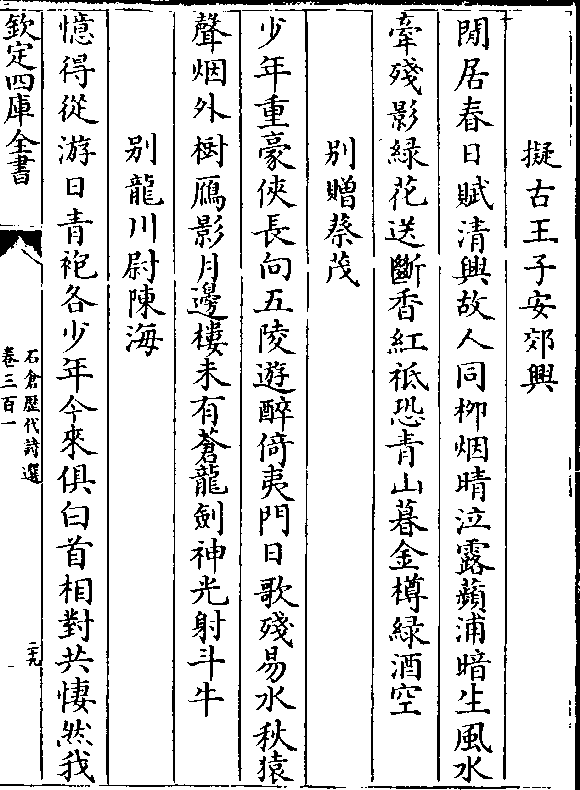 擬古王子安郊興
閒居春日賦清興故人同柳烟晴泣露蘋浦暗生風水
牽殘影緑花送斷香紅祗恐青山暮金樽緑酒空
别贈蔡茂
少年重豪俠長向五陵遊醉倚夷門日歌殘易水秋猿
聲烟外樹鴈影月邊樓未有蒼龍劍神光射斗牛
别龍川尉陳海
憶得從游日青袍各少年今來俱白首相對共悽然我
欽定四庫全書
石倉歴代詩選
卷三百一
二十九